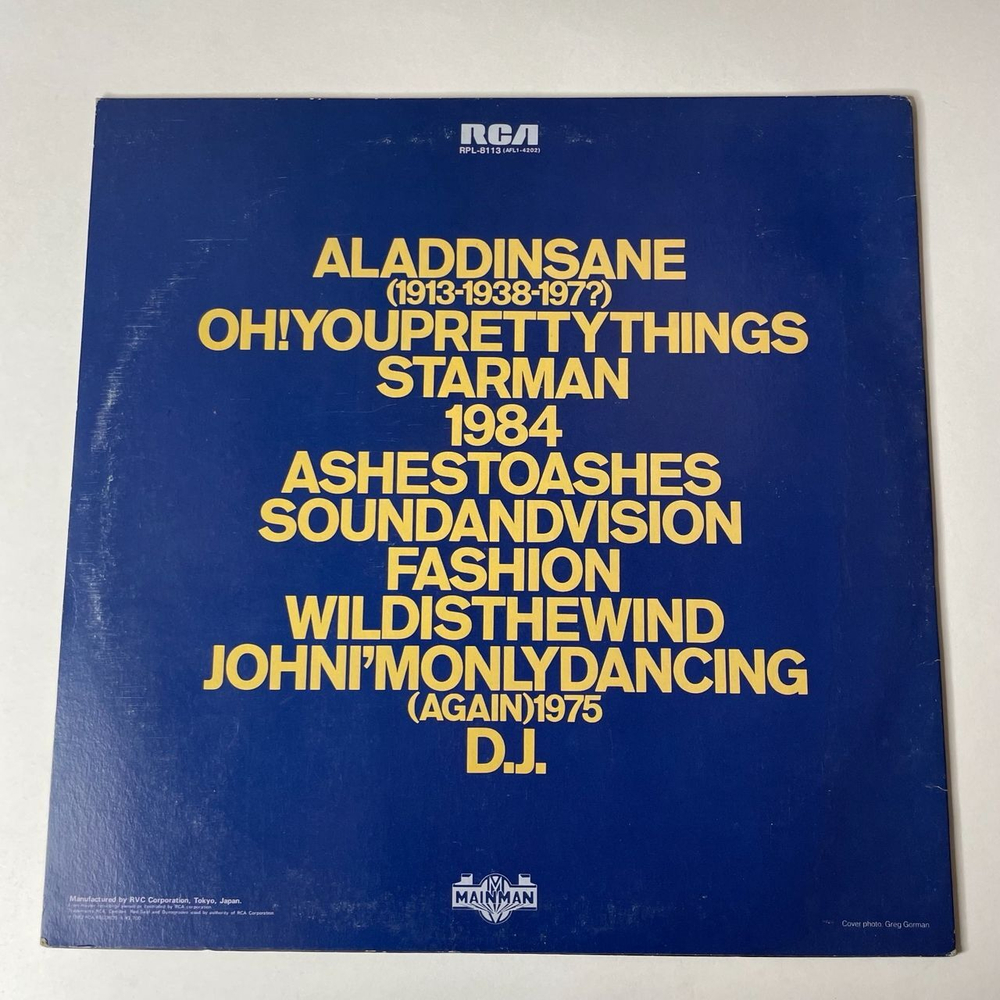 RCA
RPL-8113 (AFL1-4202)
ALADDINSANE
(1913-1938-197?)
OH!YOUPRETTYTHINGS
STARMAN
1984
ASHESTOASHES
SOUNDANDVISION
FASHION
WILDISTHEWIND
JOHNI'MONLYDANCING
(AGAIN)1975
D.J.
M
MAINMAN
Manufactured by RVC Corporation, Tokyo, Japan.
Cover photo: Greg Gorman